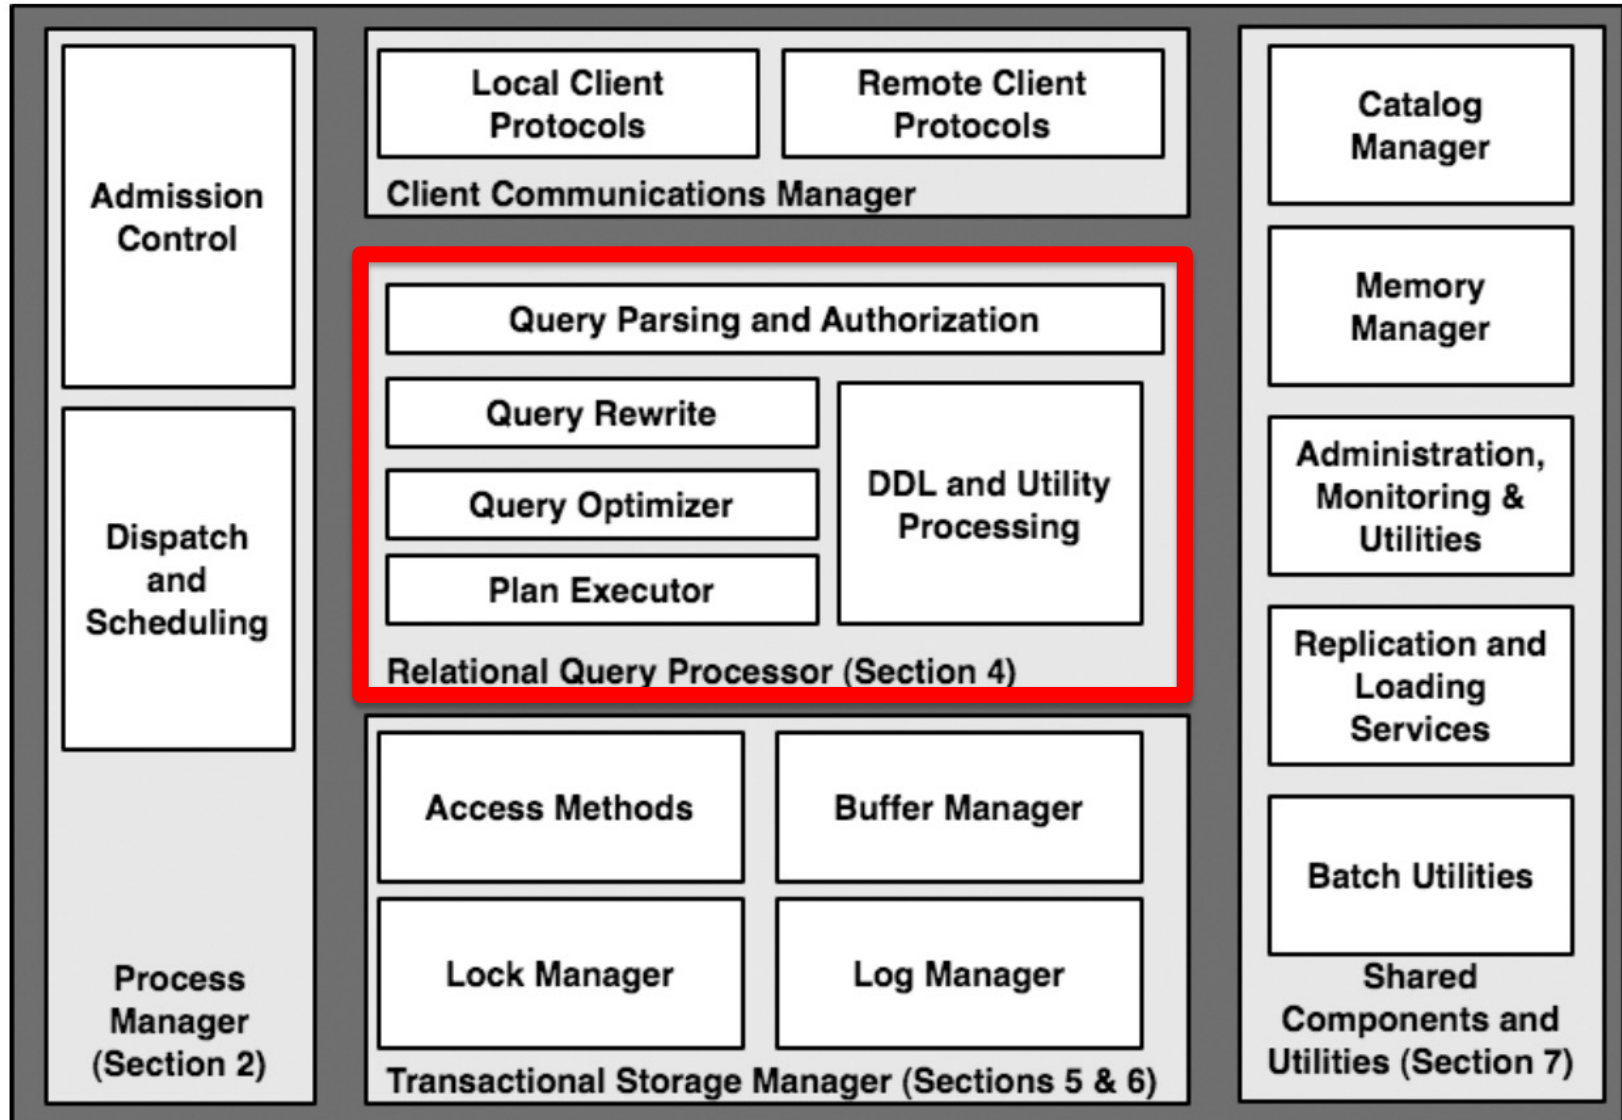 Admission
Control
Dispatch
and
Scheduling
Process
Manager
(Section 2)
Local Client
Protocols
Remote Client
Protocols
Client Communications Manager
Query Parsing and Authorization
Query Rewrite
Query Optimizer
Plan Executor
DDL and Utility
Processing
Relational Query Processor (Section 4)
Access Methods
Buffer Manager
Lock Manager
Log Manager
Transactional Storage Manager (Sections 5 & 6)
Catalog
Manager
Memory
Manager
Administration,
Monitoring &
Utilities
Replication and
Loading
Services
Batch Utilities
Shared
Components and
Utilities (Section 7)